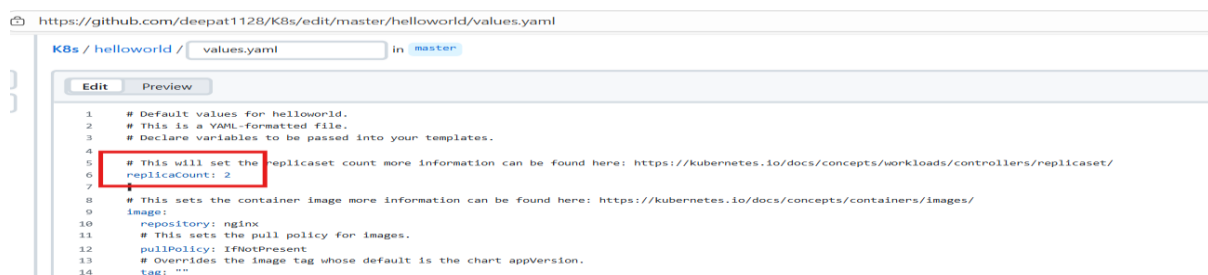 https://github.com/deepat1128/K8s/edit/master/helloworld/values.yaml
K8s / helloworld / values.yaml in master
Edit Preview
1 # Default values for helloworld.
2 # This is a YAML-formatted file.
3 # Declare variables to be passed into your templates.
4
5 # This will set the replicaset count more information can be found here: https://kubernetes.io/docs/concepts/workloads/controllers/replicaset/
6 replicaCount: 2
7
8 # This sets the container image more information can be found here: https://kubernetes.io/docs/concepts/containers/images/
9 image:
10 repository: nginx
11 # This sets the pull policy for images.
12 pullPolicy: IfNotPresent
13 # Overrides the image tag whose default is the chart appVersion.
14 tag: ""